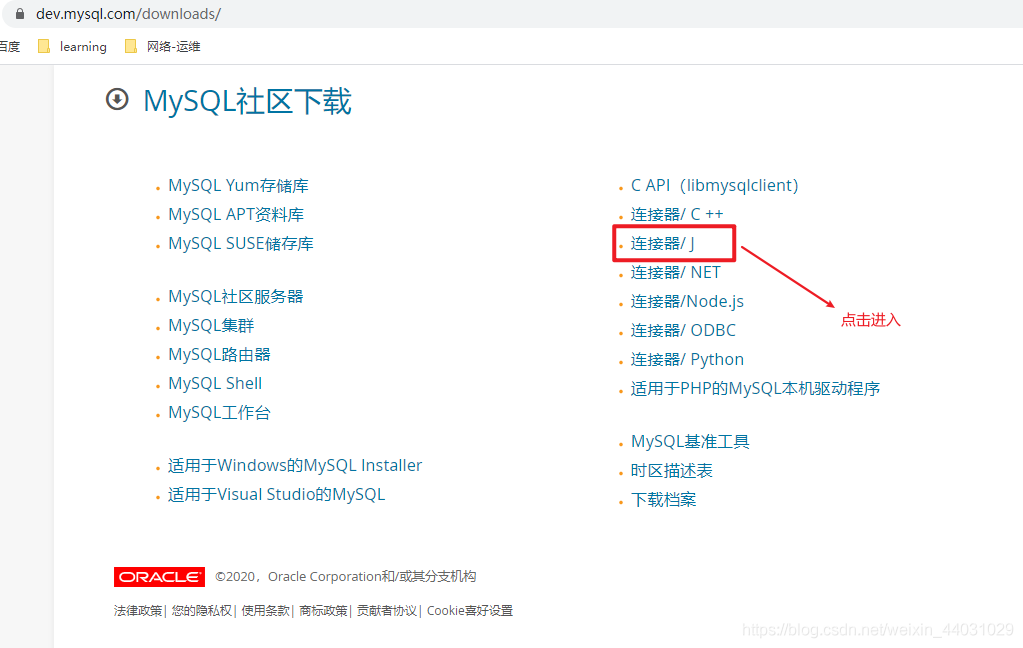 dev.mysql.com/downloads/
百度 learning 网络-运维
MySQL社区下载
MySQL Yum存储库
MySQL APT资料库
MySQL SUSE储存库
MySQL社区服务器
MySQL集群
MySQL路由器
MySQL Shell
MySQL工作台
适用于Windows的MySQL Installer
适用于Visual Studio的MySQL
C API（libmysqlclient）
连接器/ C ++
连接器/ J
连接器/ NET
连接器/Node.js
连接器/ ODBC
连接器/ Python
适用于PHP的MySQL本机驱动程序
MySQL基准工具
时区描述表
下载档案
点击进入
ORACLE ©2020，Oracle Corporation和/或其分支机构
法律政策| 您的隐私权| 使用条款| 商标政策| 贡献者协议| Cookie喜好设置
https://blog.csdn.net/weixin_44031029